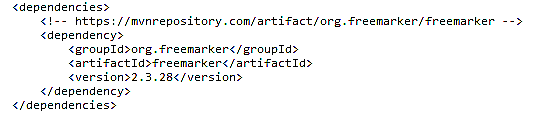 <dependencies>
<!-- https://mvnrepository.com/artifact/org.freemarker/freemarker -->
<dependency>
<groupId>org.freemarker</groupId>
<artifactId>freemarker</artifactId>
<version>2.3.28</version>
</dependency>
</dependencies>